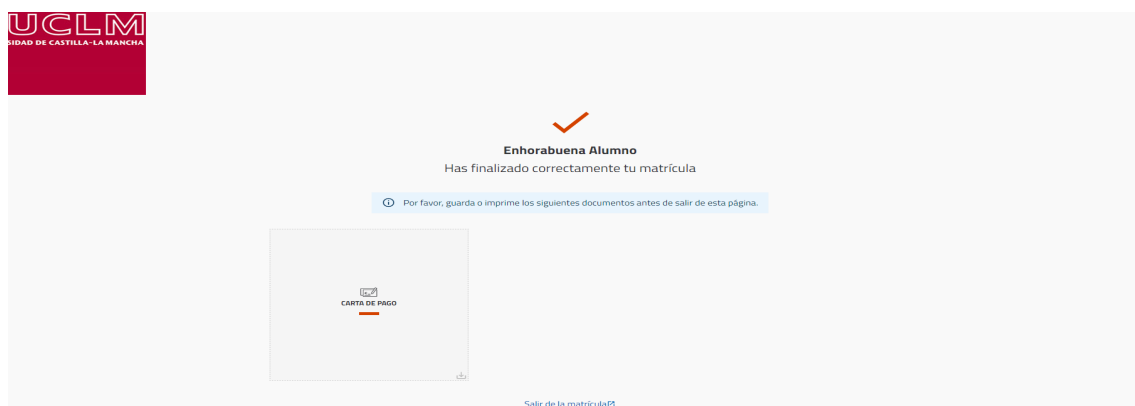 UCLM
SIDAD DE CASTILLA-LA MANCHA
Enhorabuena Alumno
Has finalizado correctamente tu matrícula
Por favor, guarda o imprime los siguientes documentos antes de salir de esta página.
CARTA DE PAGO
Salir de la matrícula